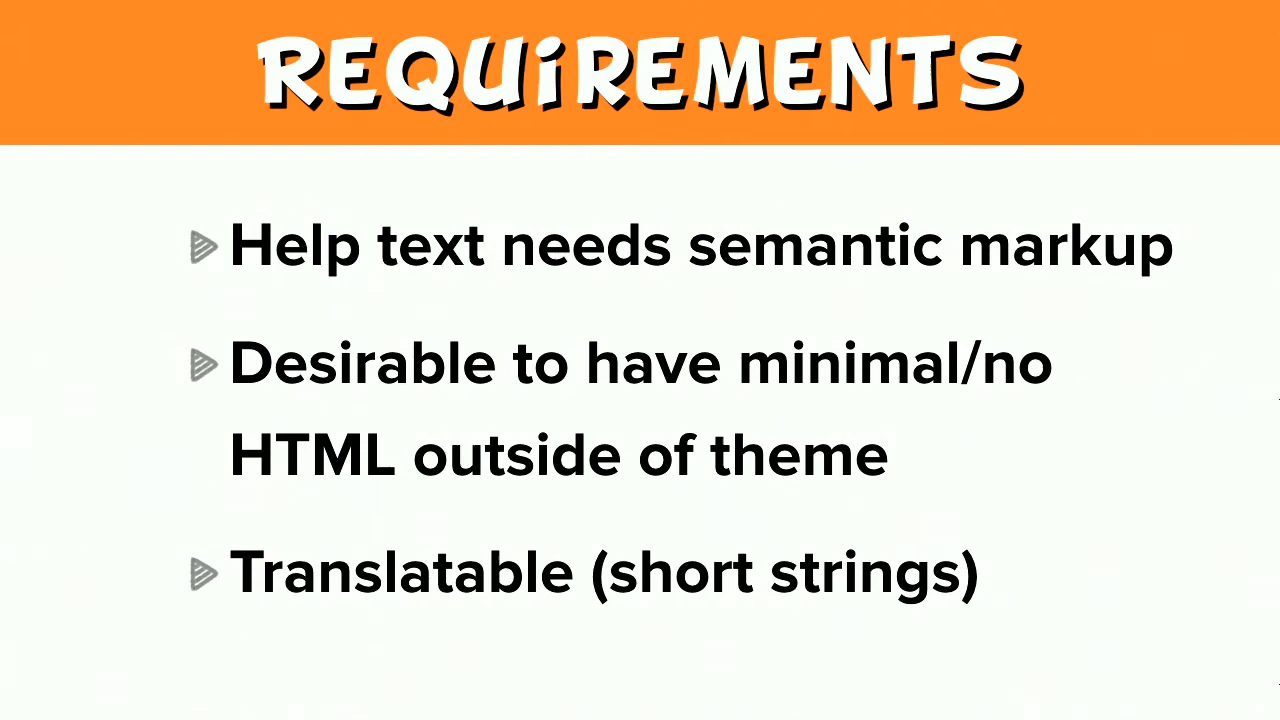 REQUIREMENTS
Help text needs semantic markup
Desirable to have minimal/no
HTML outside of theme
Translatable (short strings)